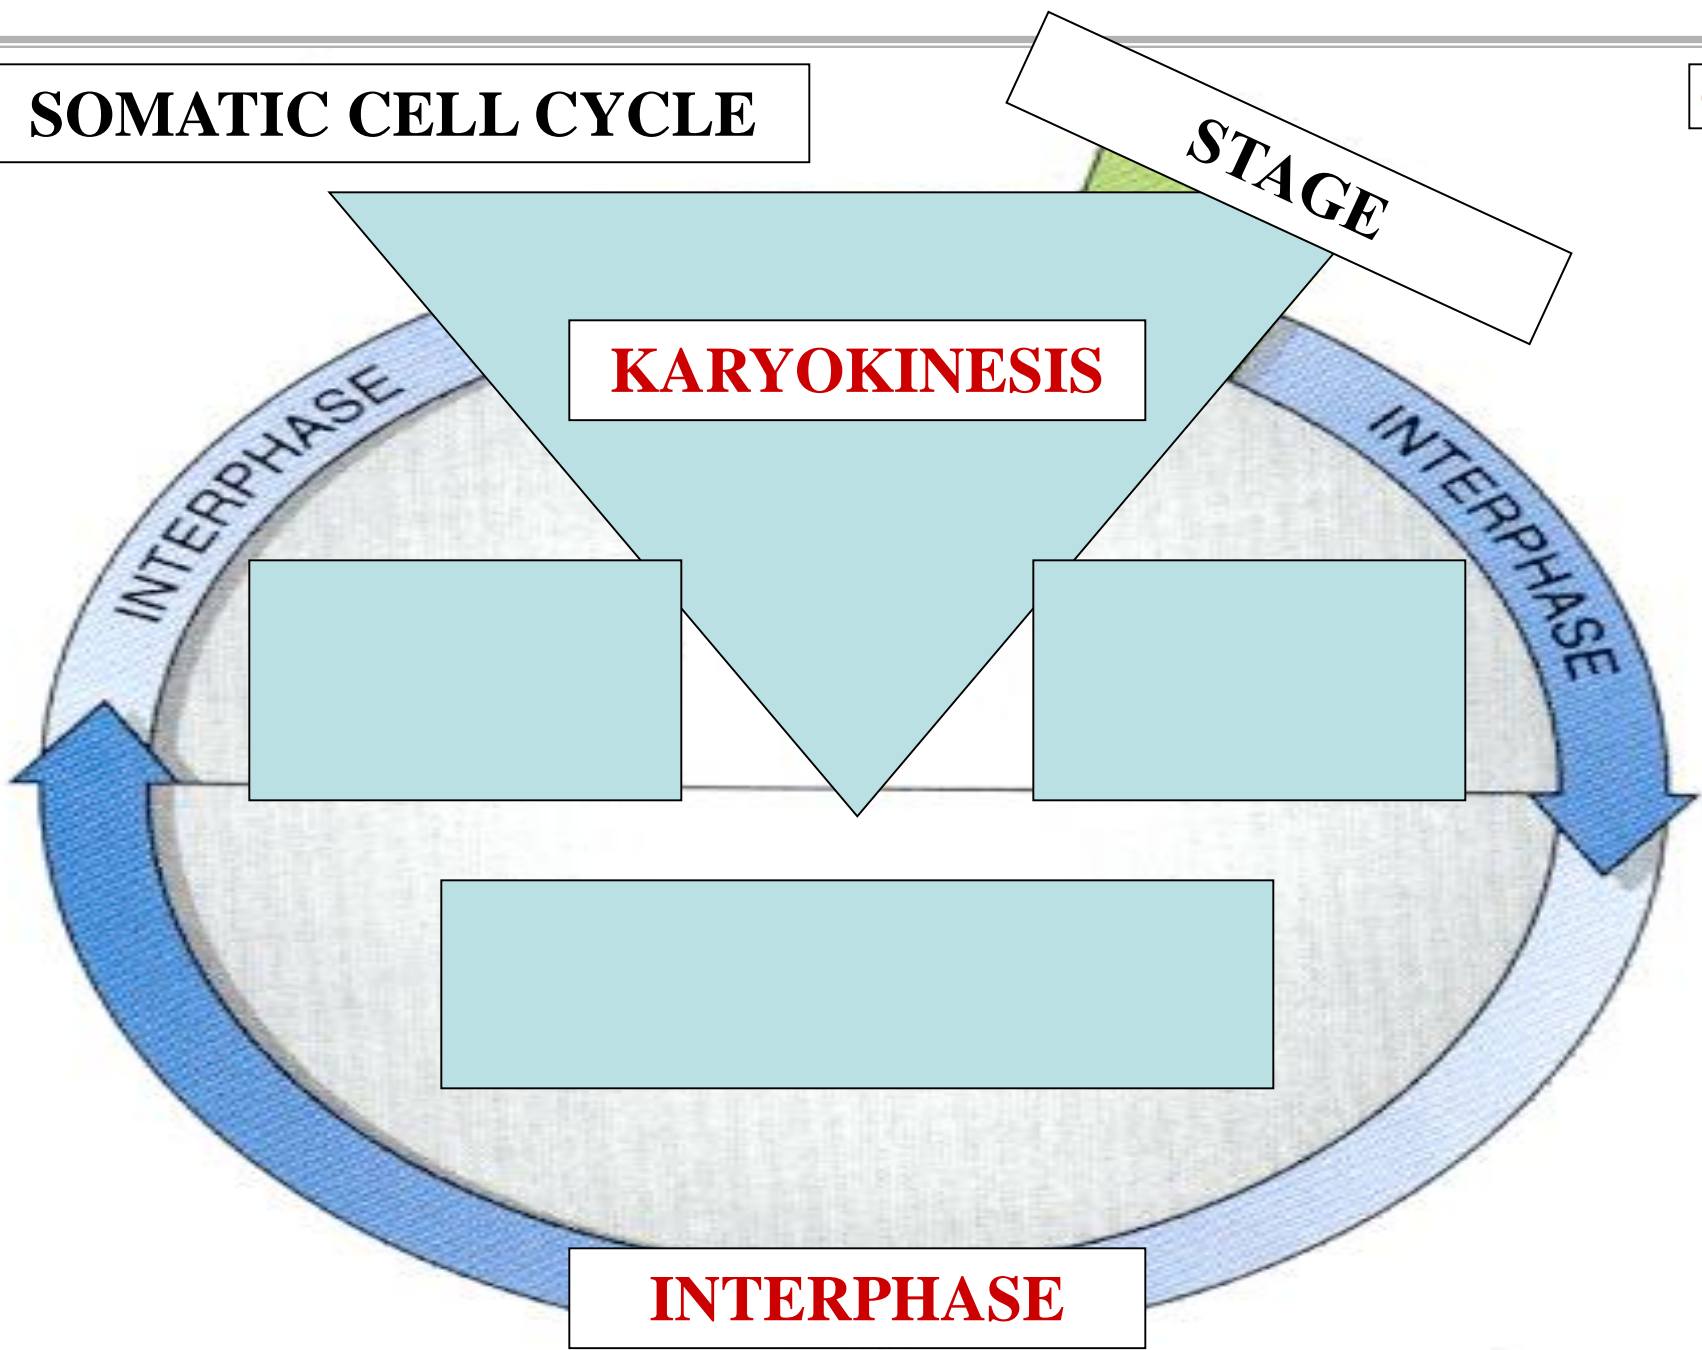 SOMATIC CELL CYCLE
STAGE
KARYOKINESIS
INTERPHASE
INTERPHASE
INTERPHASE